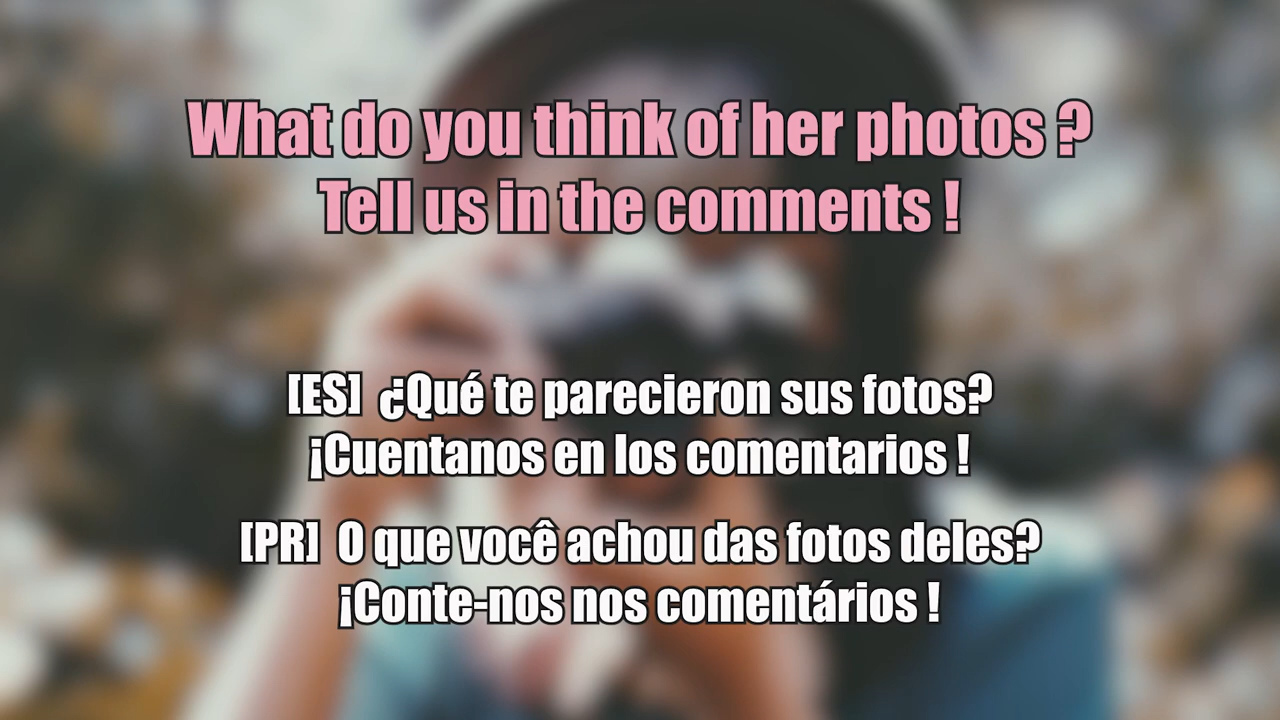 What do you think of her photos ?
Tell us in the comments !
[ES] ¿Qué te parecieron sus fotos?
¡Cuentanos en los comentarios !
[PR] O que você achou das fotos deles?
¡Conte-nos nos comentários !